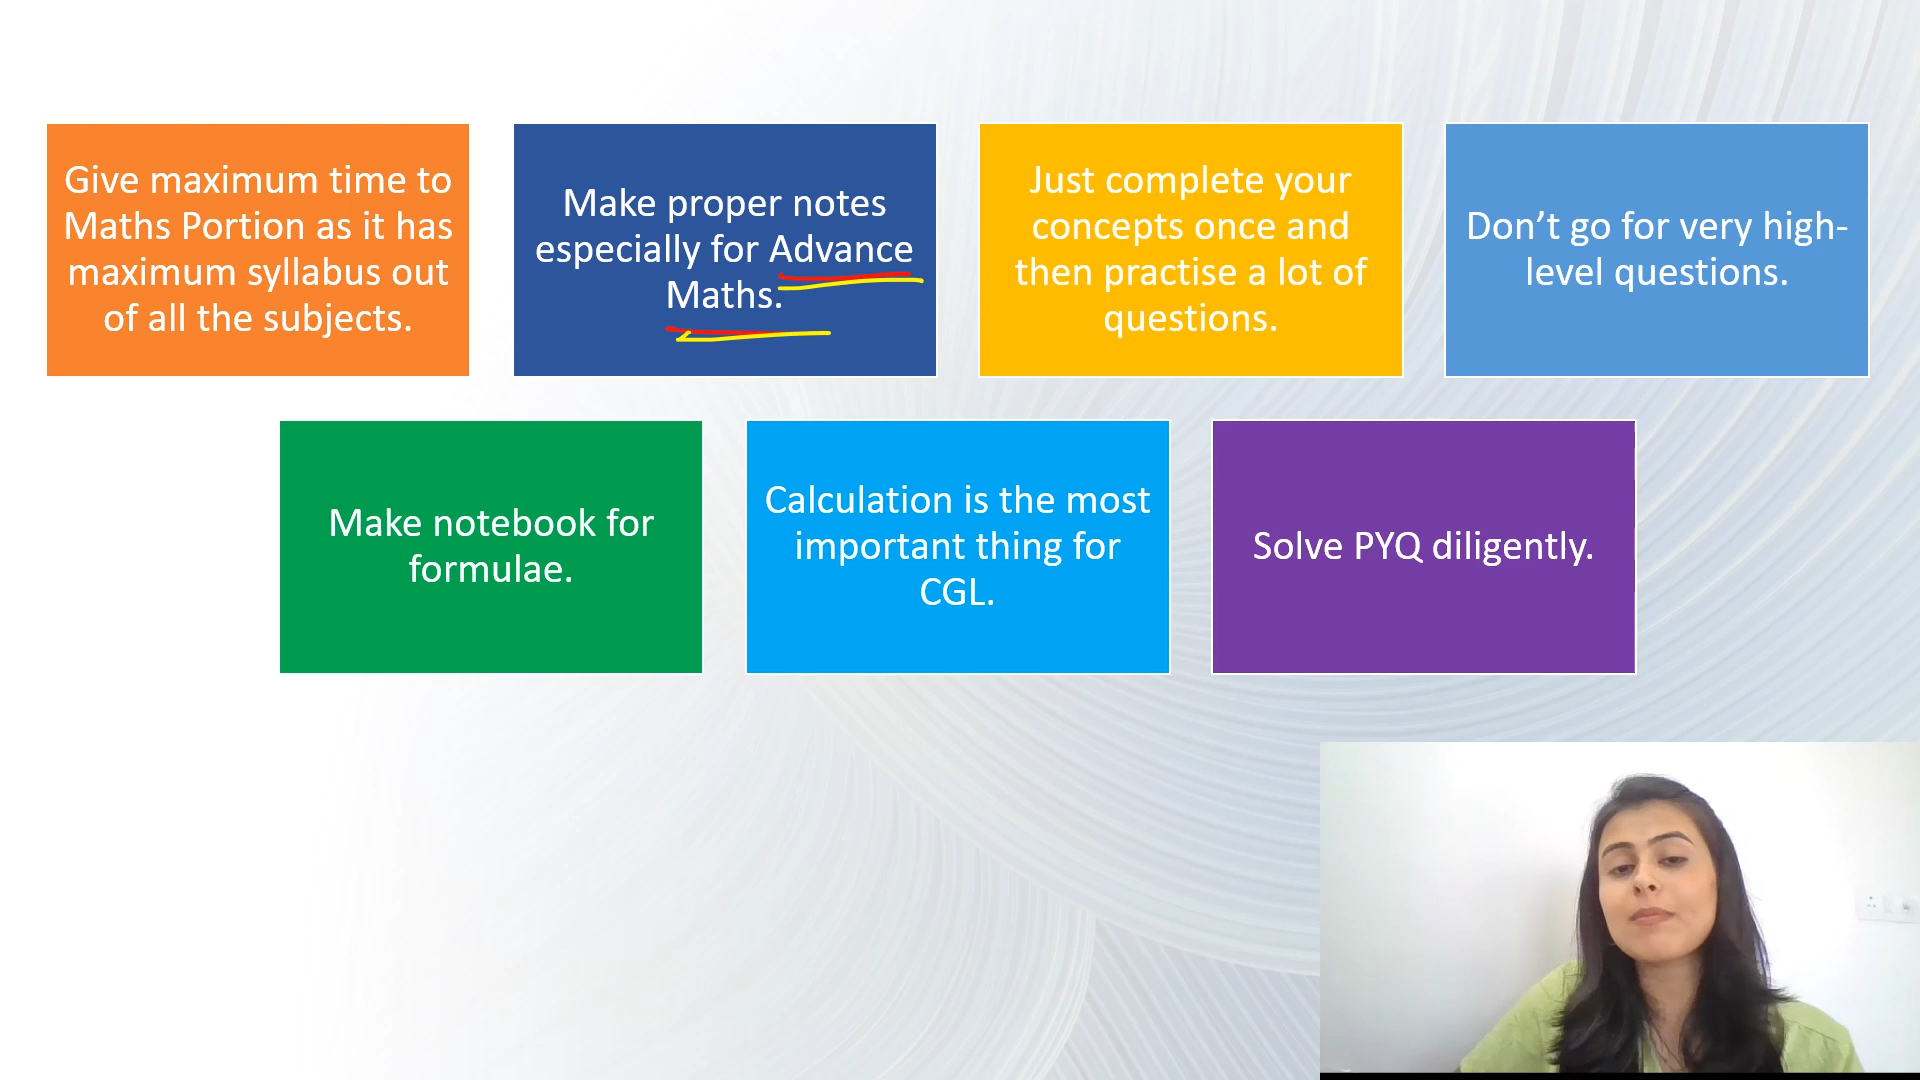 Give maximum time to
Maths Portion as it has
maximum syllabus out
of all the subjects.
Make proper notes
especially for Advance
Maths.
Just complete your
concepts once and
then practise a lot of
questions.
Don’t go for very high-
level questions.
Make notebook for
formulae.
Calculation is the most
important thing for
CGL.
Solve PYQ diligently.